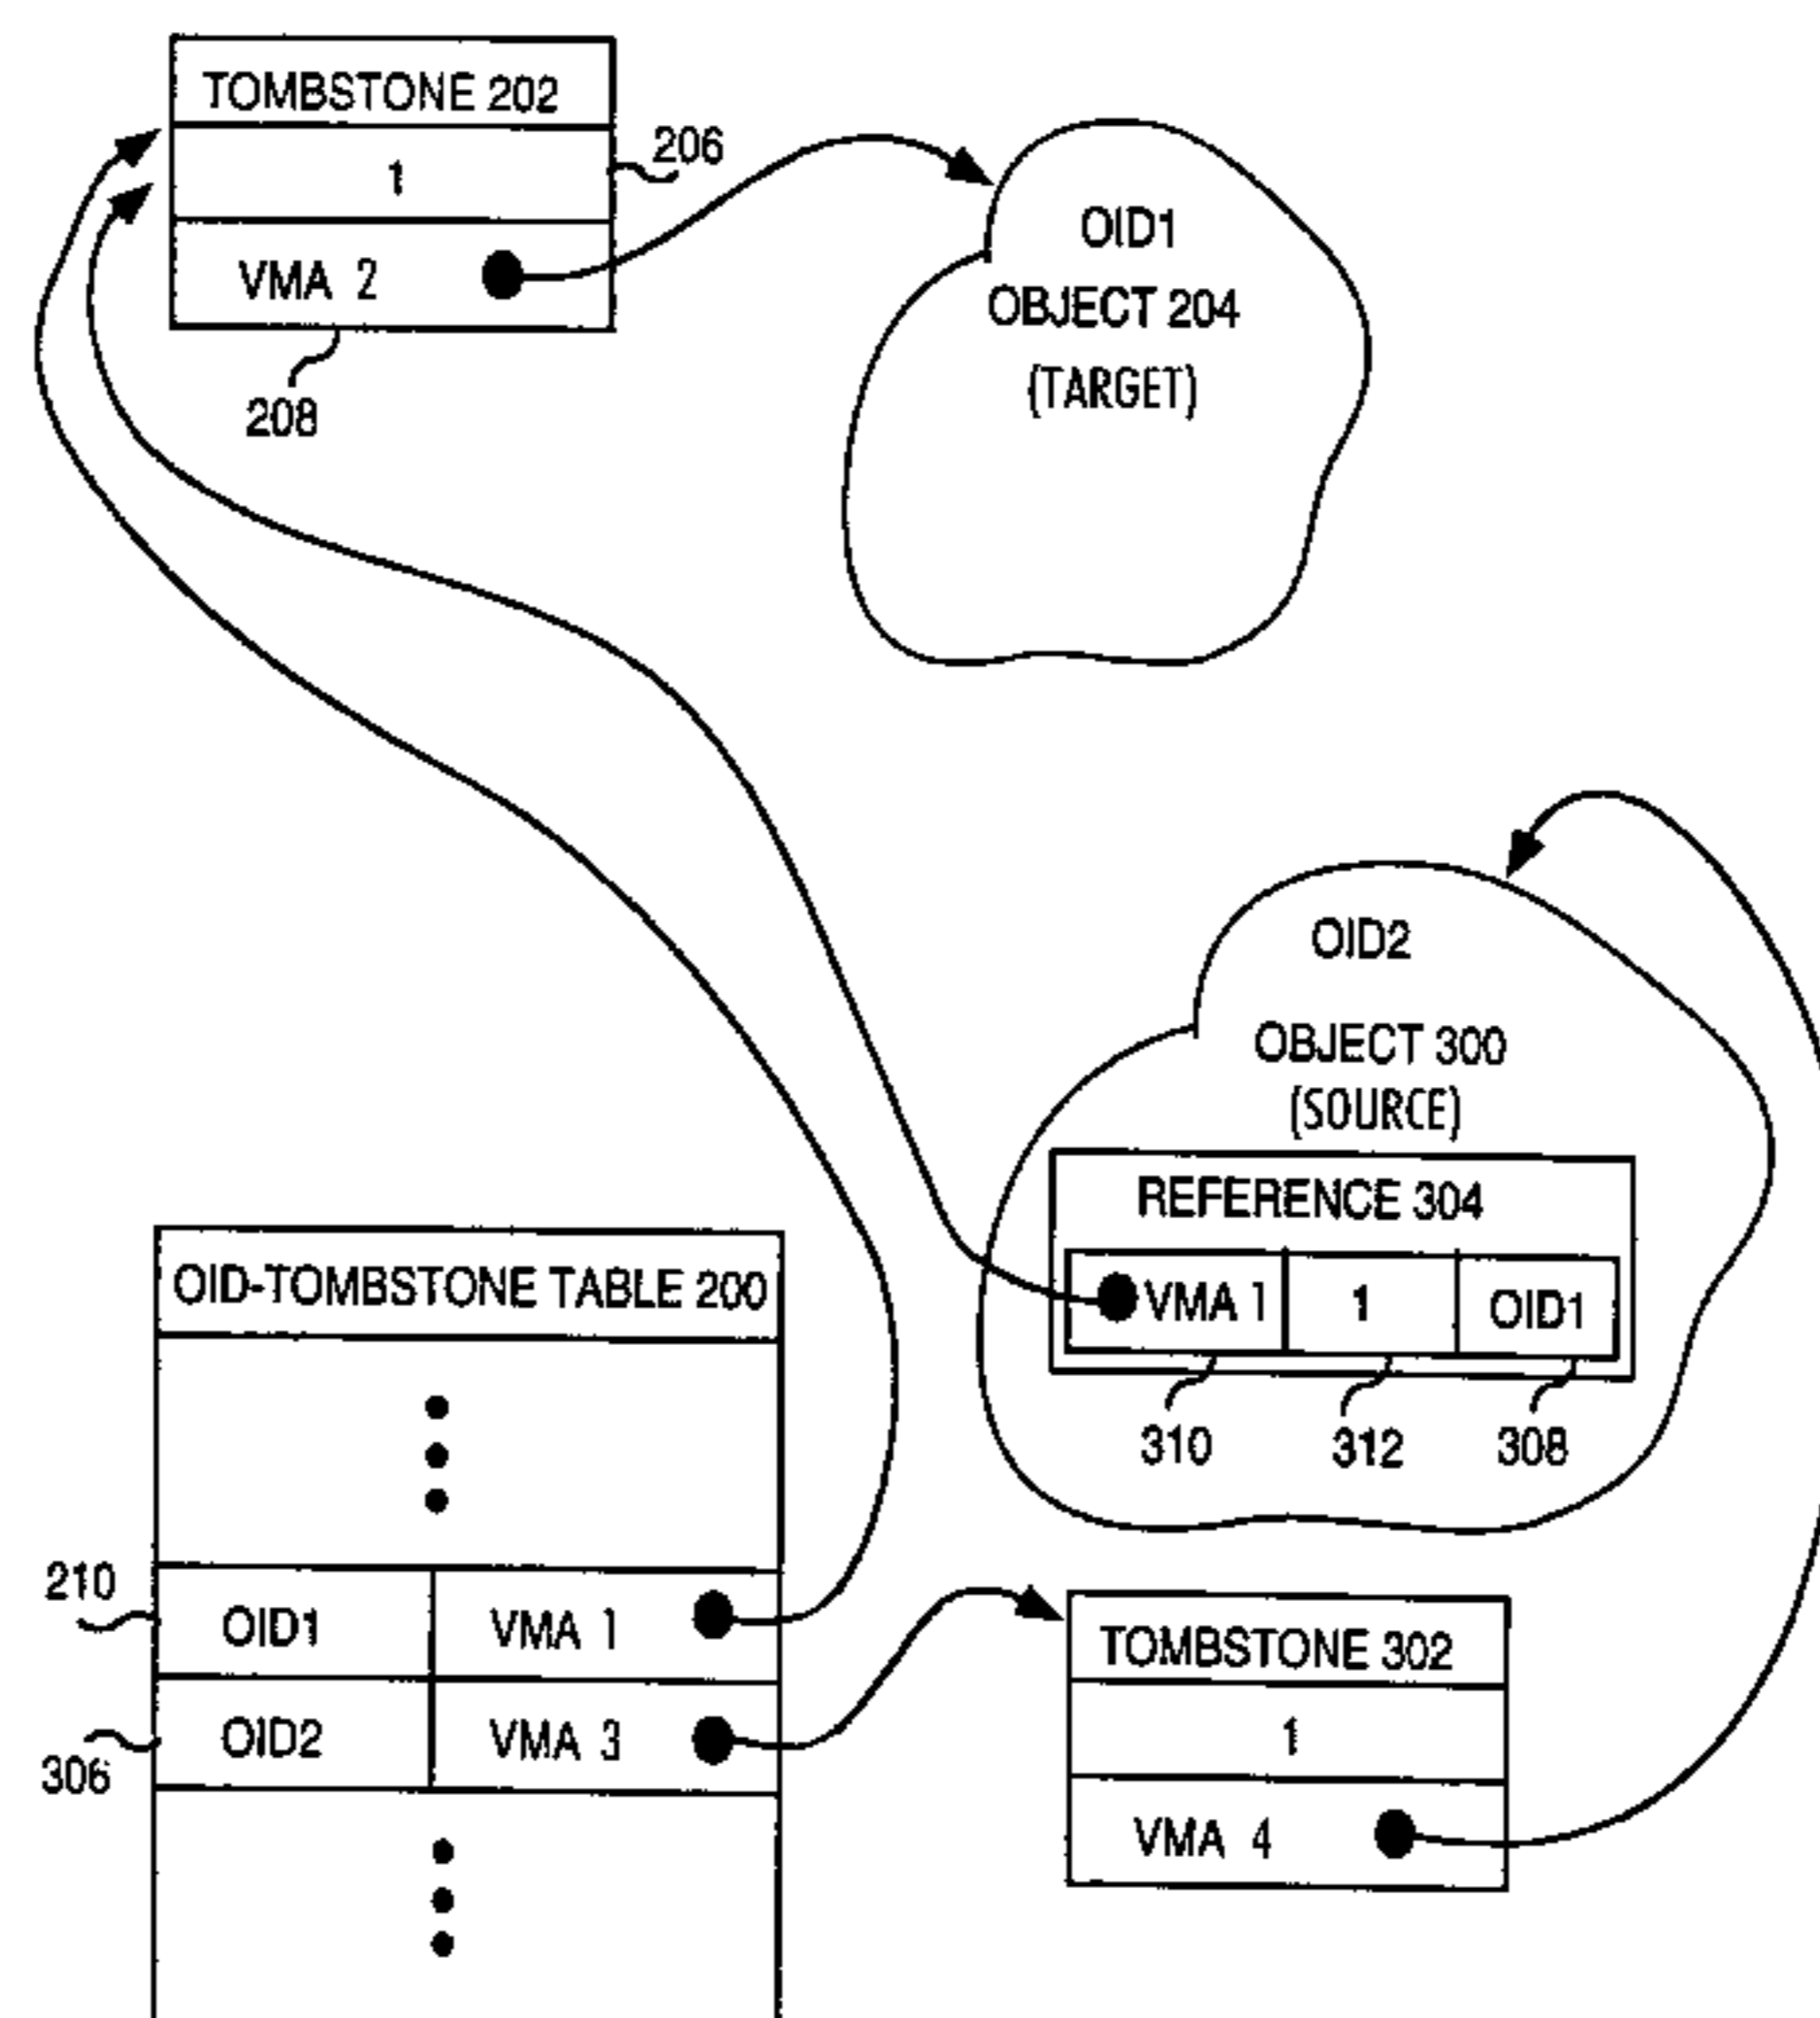 TOMBSTONE 202
1
206
VMA 2
208
OID1
OBJECT 204
(TARGET)
OID2
OBJECT 300
(SOURCE)
REFERENCE 304
VMA 1 1 OID1
310 312 308
OID-TOMBSTONE TABLE 200
210
OID1 VMA 1
306
OID2 VMA 3
TOMBSTONE 302
1
VMA 4